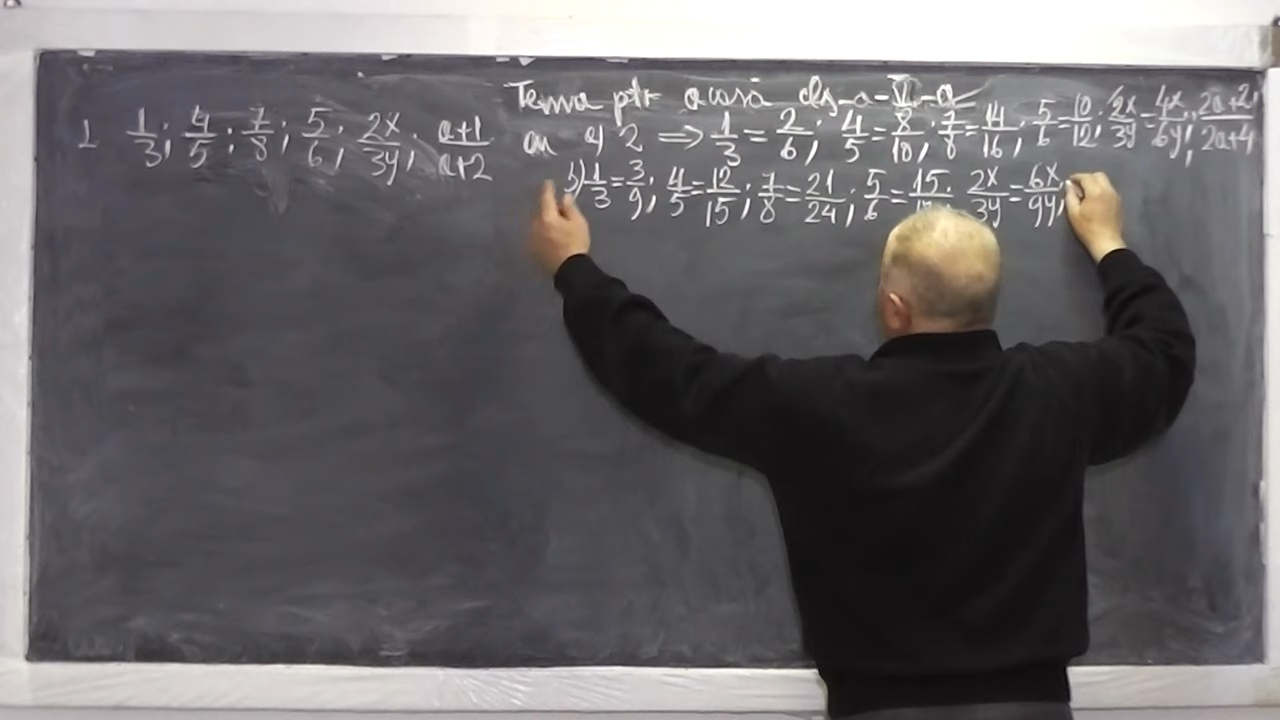 Tema ptr acasă cls-a-V-a
1. 1/3; 4/5; 7/8; 5/6; 2x/3y; a+1/a+2 au a) 2 ⇒ 1/3 = 2/6; 4/5 = 8/10; 7/8 = 14/16; 5/6 = 10/12; 2x/3y = 4x/6y; 2a+2/2a+4
b) 1/3 = 3/9; 4/5 = 12/15; 7/8 = 21/24; 5/6 = 15 ; 2x/3y = 6x/9y;